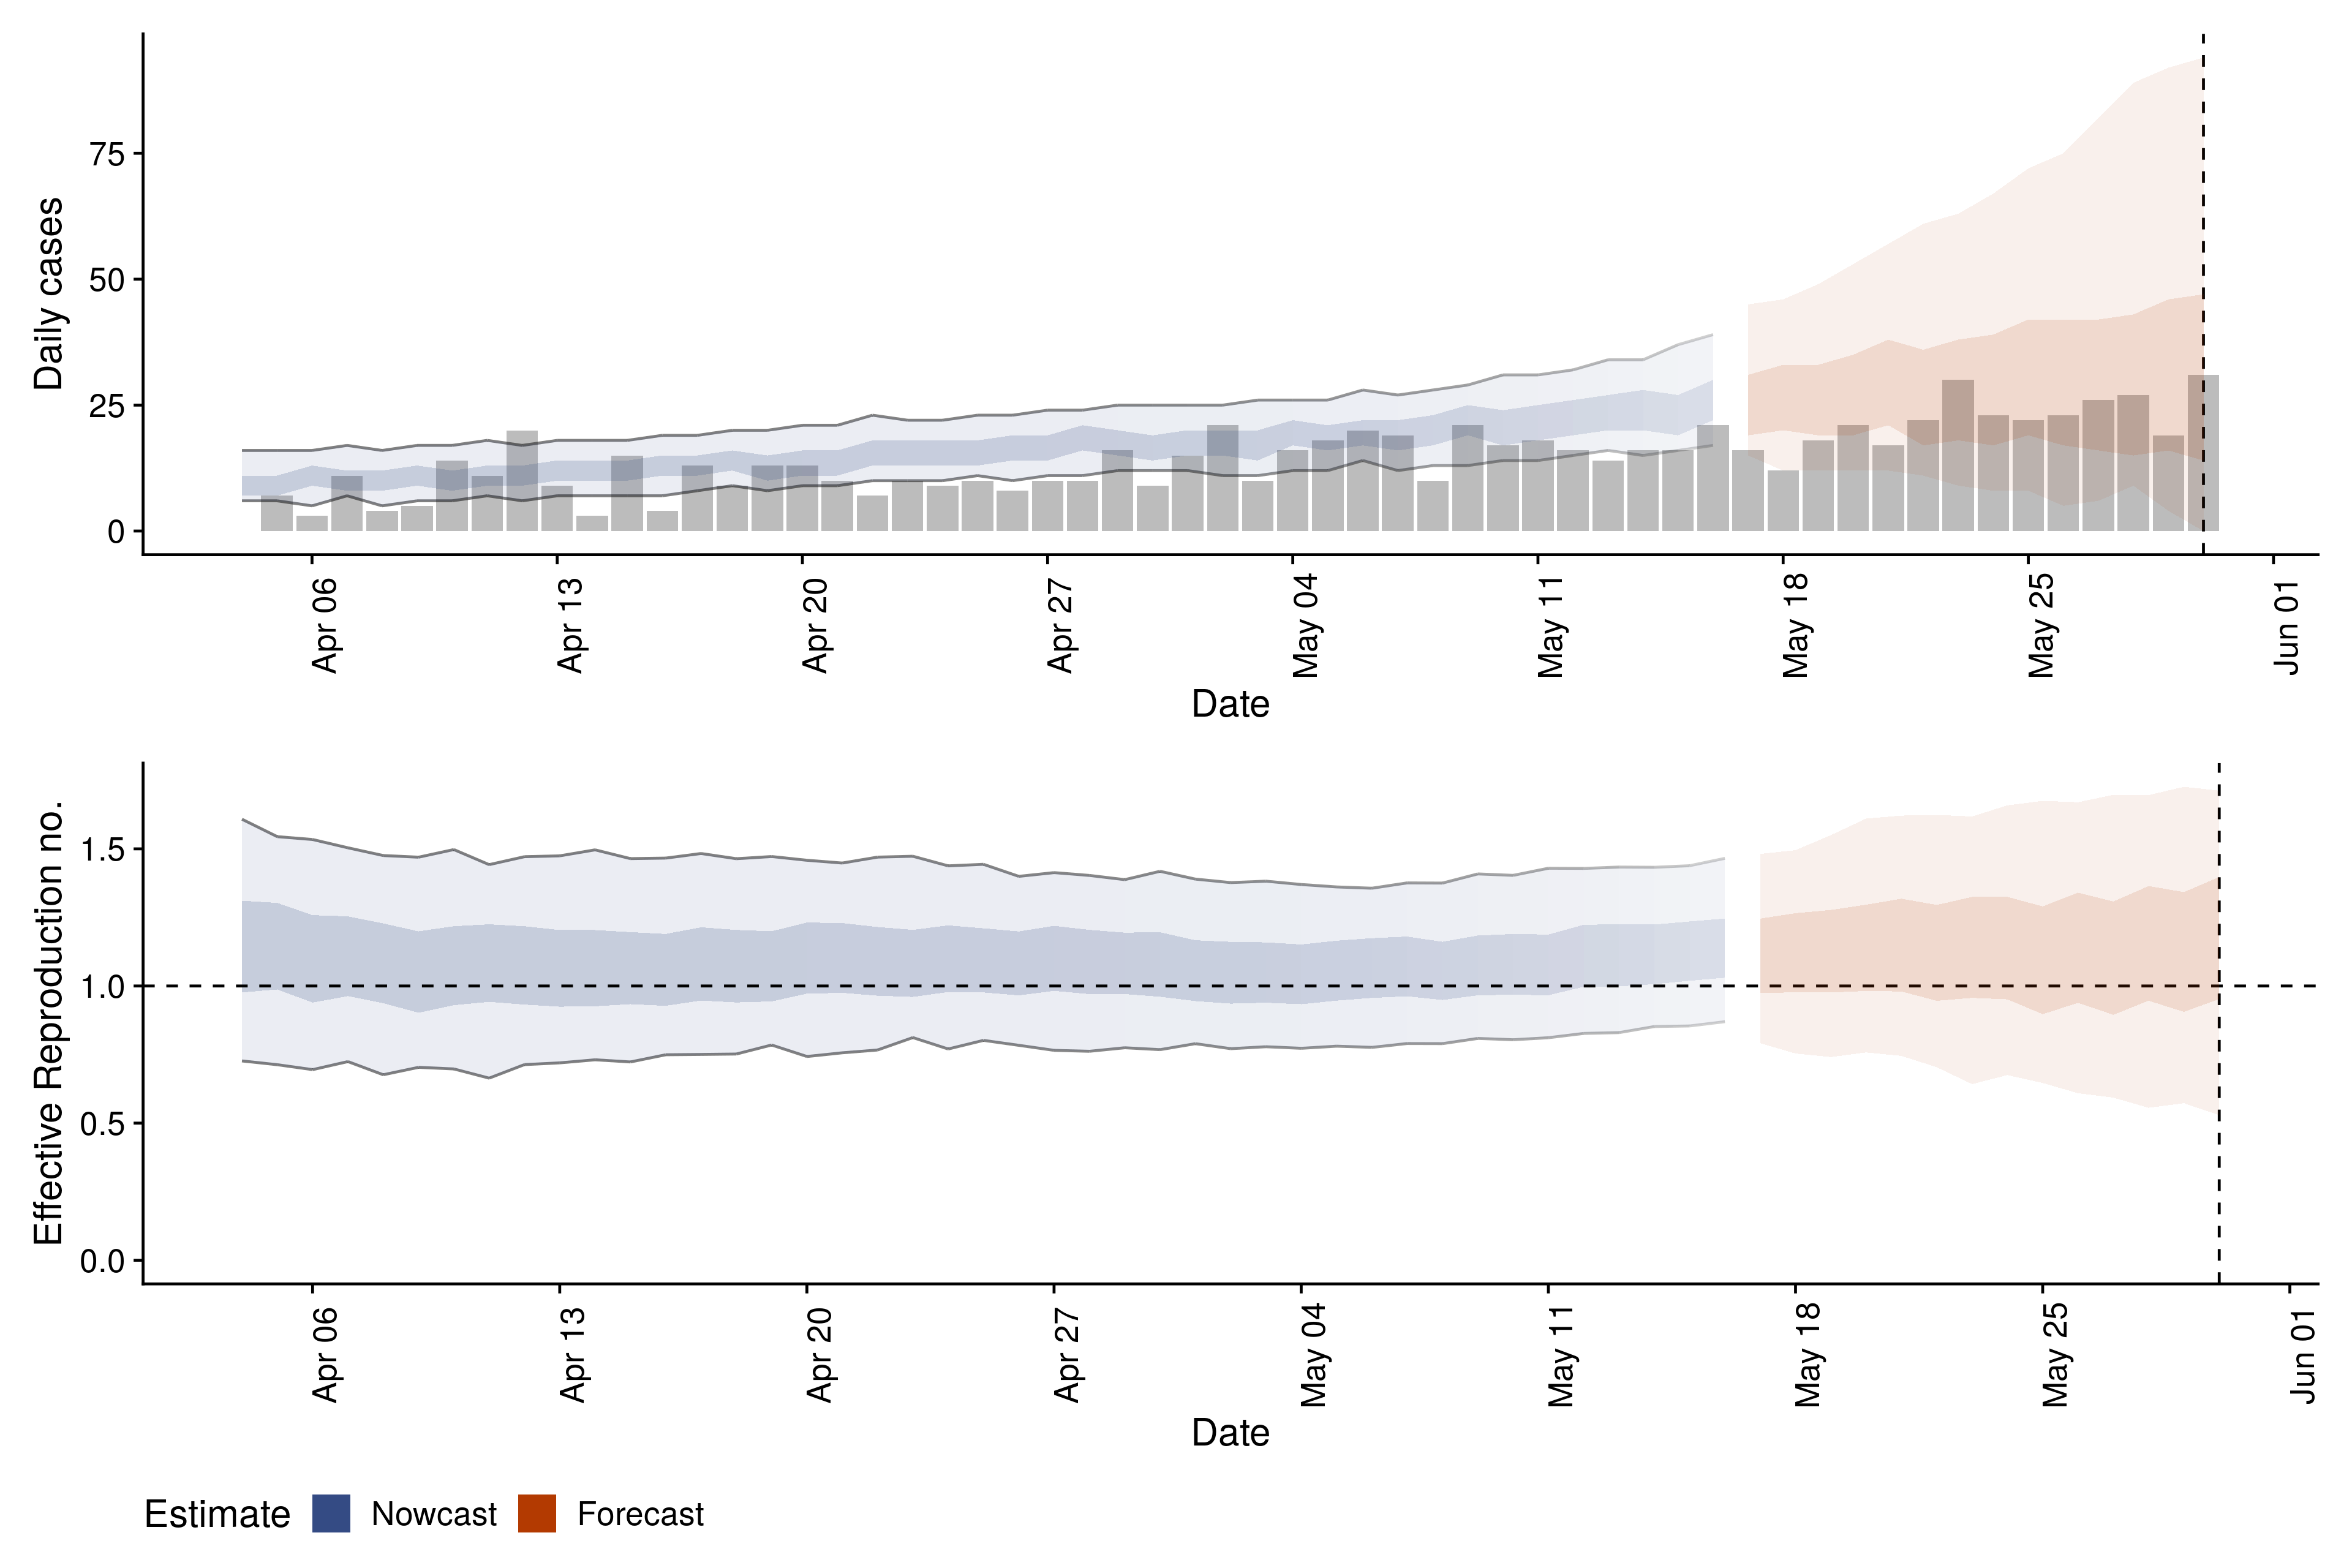 Daily cases
75
50
25
0
Apr 06
Apr 13
Apr 20
Apr 27
May 04
May 11
May 18
May 25
Jun 01
Date
Effective Reproduction no.
1.5
1.0
0.5
0.0
Apr 06
Apr 13
Apr 20
Apr 27
May 04
May 11
May 18
May 25
Jun 01
Date
Estimate Nowcast Forecast